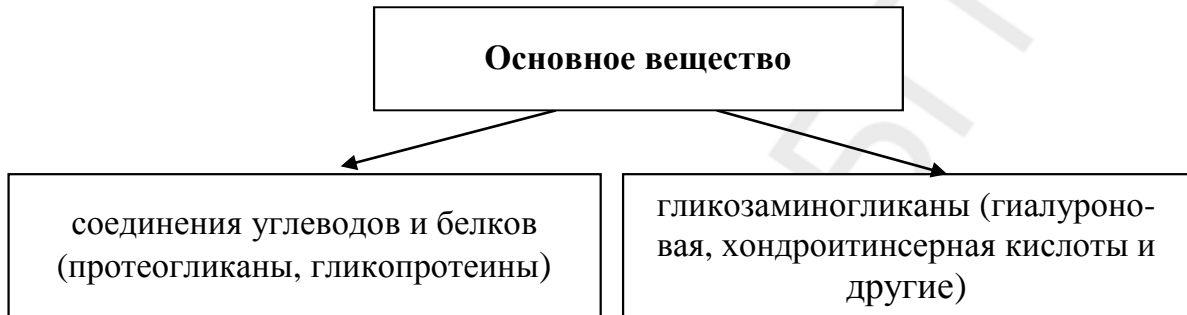 Основное вещество
соединения углеводов и белков
(протеогликаны, гликопротеины)
гликозаминогликаны (гиалуроно-
вая, хондроитинсерная кислоты и
другие)